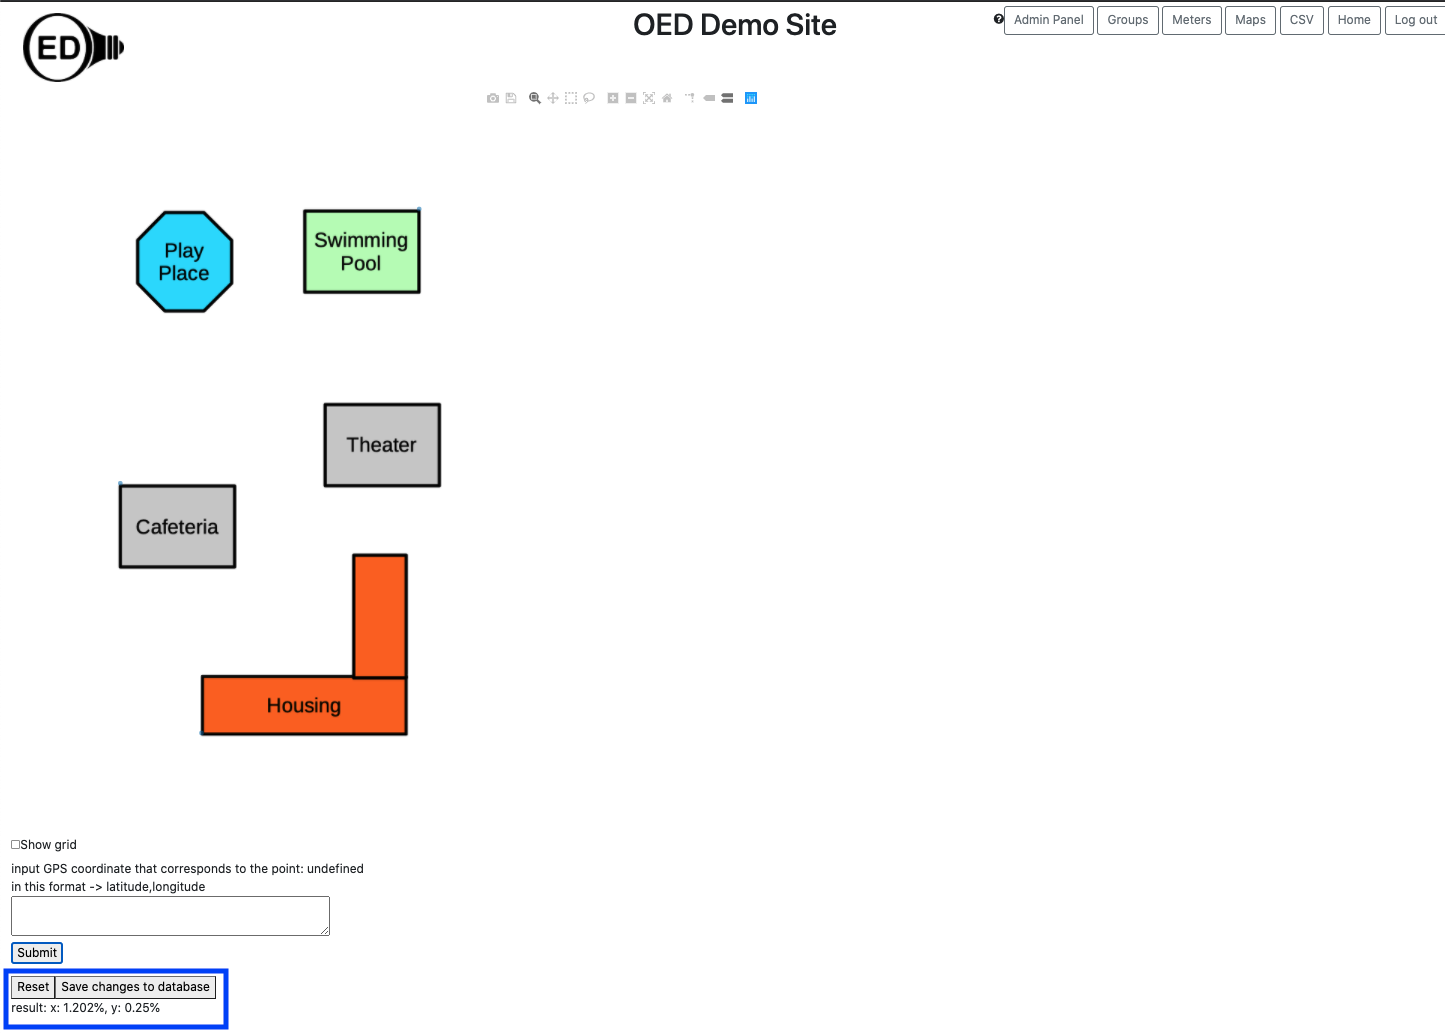 ED
OED Demo Site
Admin Panel Groups Meters Maps CSV Home Log out
Play
Place
Swimming
Pool
Theater
Cafeteria
Housing
Show grid
input GPS coordinate that corresponds to the point: undefined
in this format -> latitude,longitude
Submit
Reset Save changes to database
result: x: 1.202%, y: 0.25%